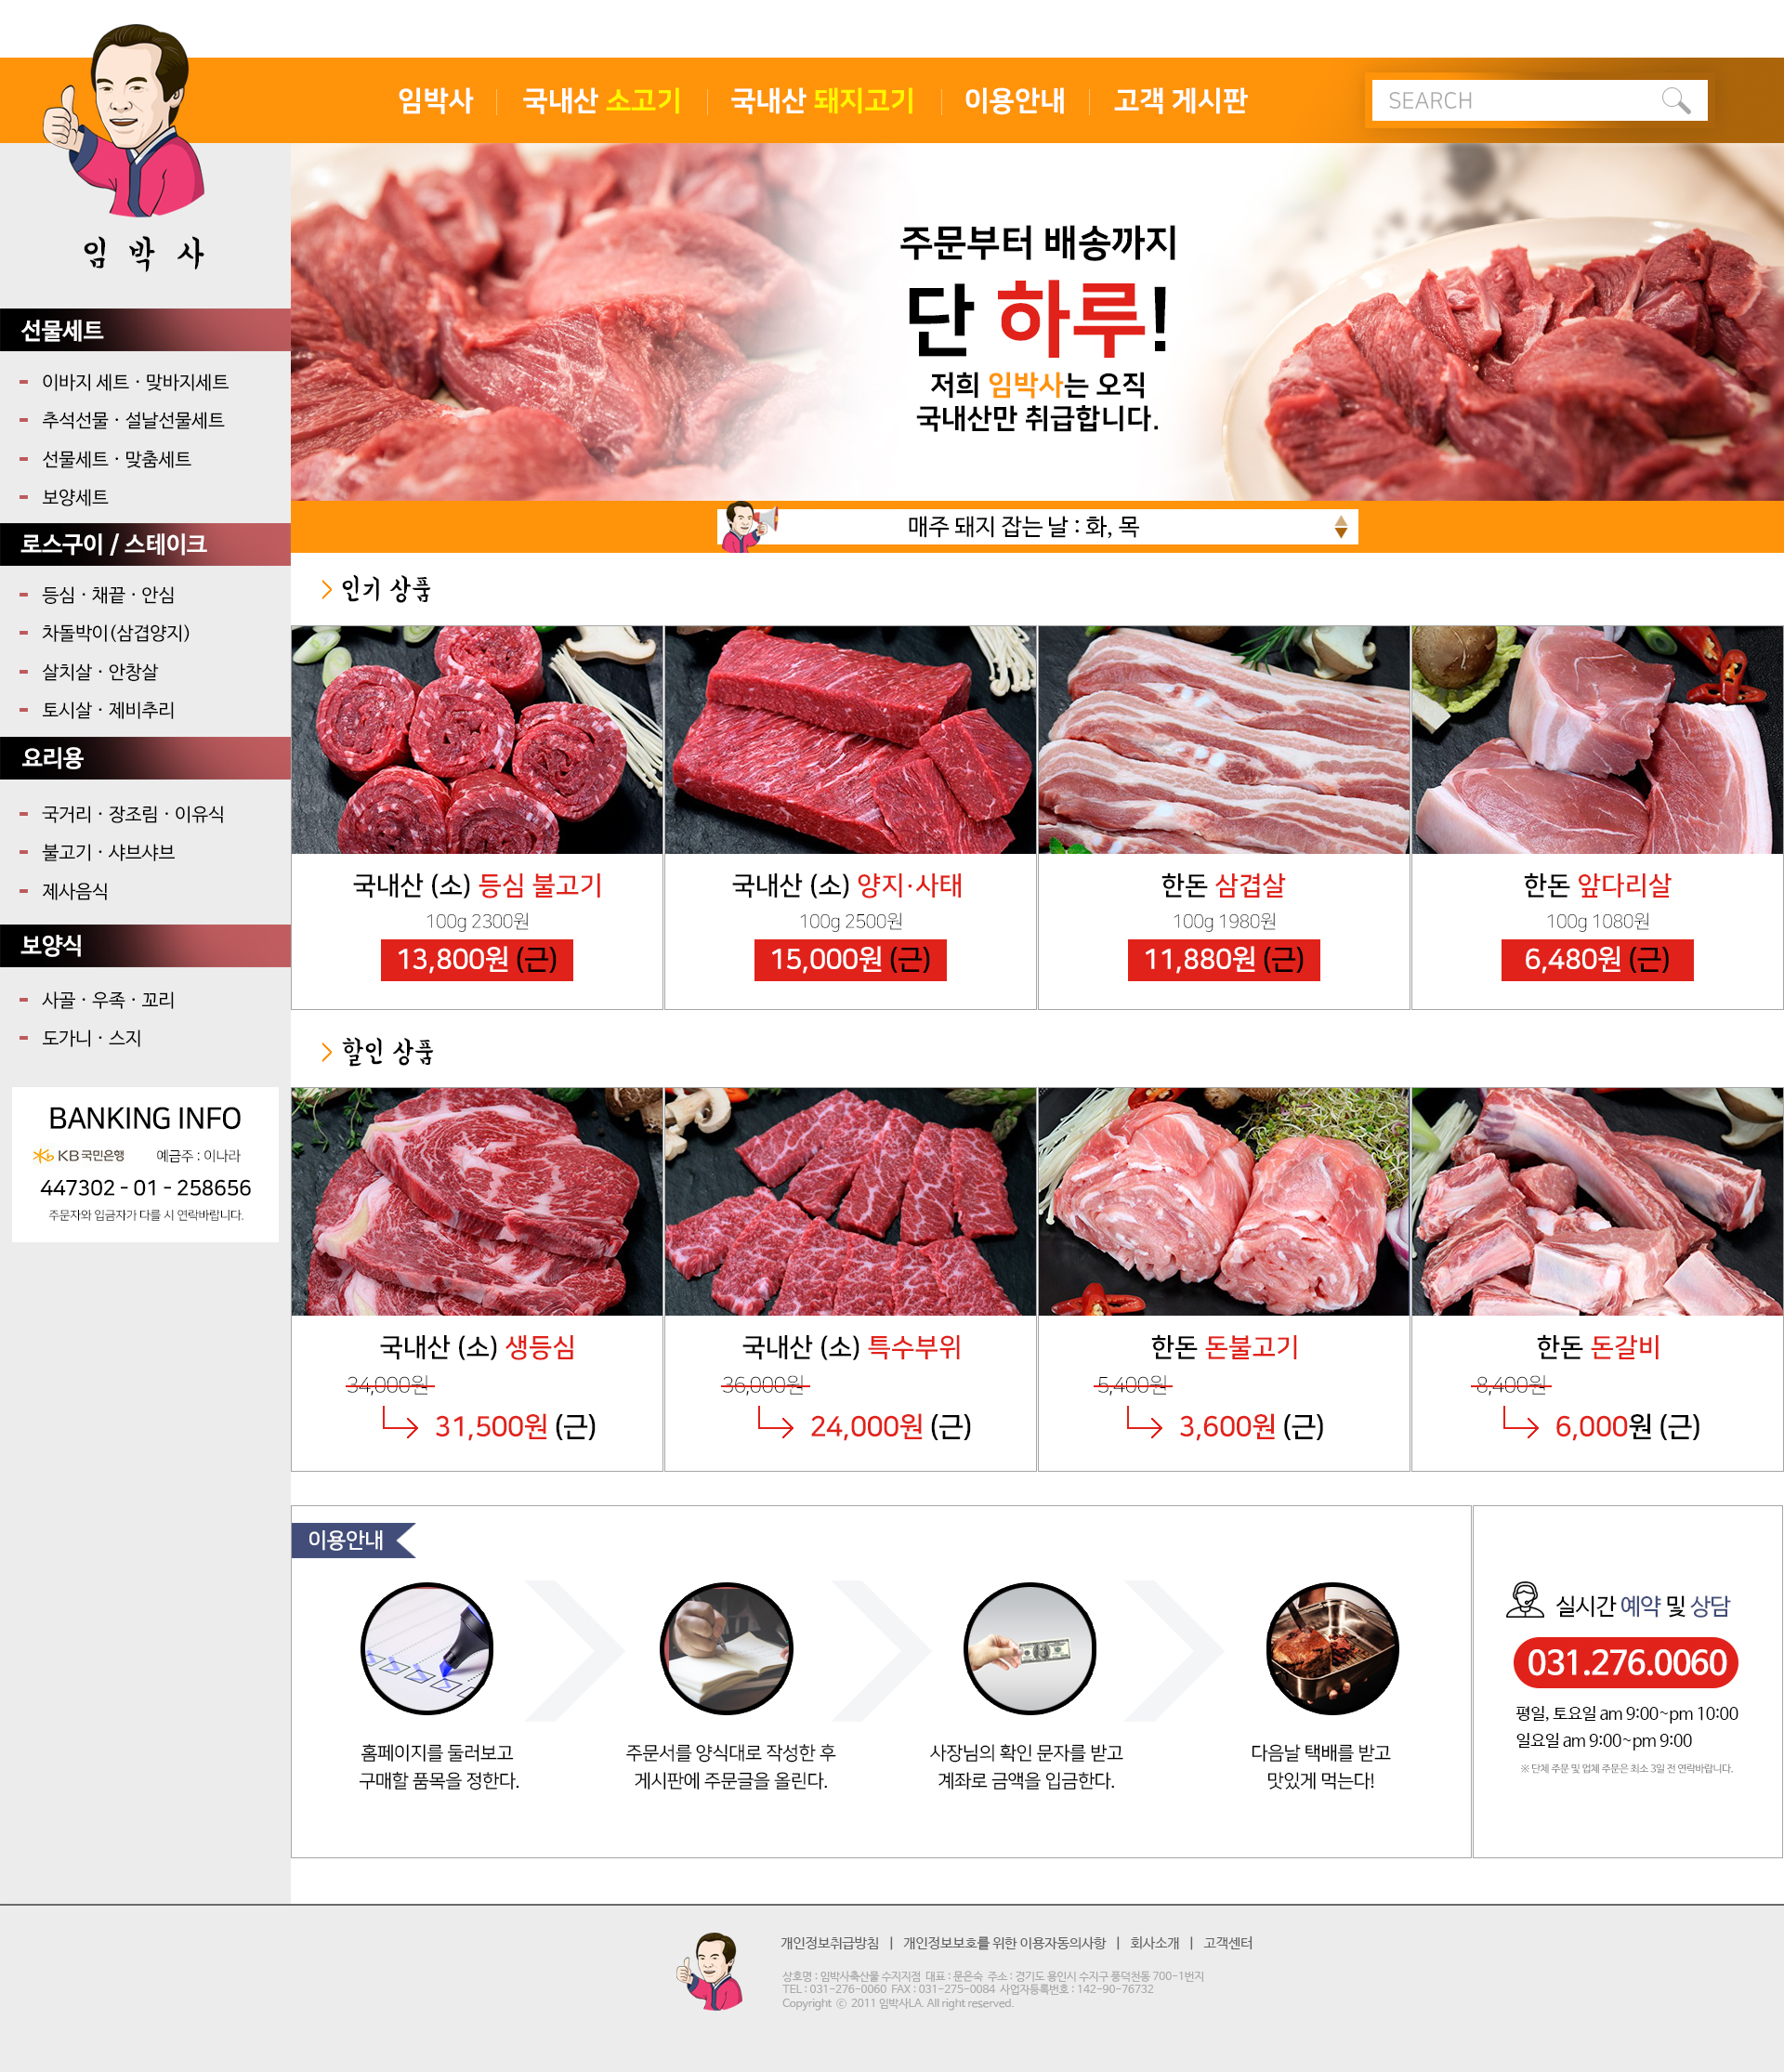 임박사
국내산 소고기
국내산 돼지고기
이용안내
고객 게시판
SEARCH
임 박 사
선물세트
- 이바지 세트 · 맞바지세트
- 추석선물 · 설날선물세트
- 선물세트 · 맞춤세트
- 보양세트
로스구이 / 스테이크
- 등심 · 채끝 · 안심
- 차돌박이(삼겹양지)
- 살치살 · 안창살
- 토시살 · 제비추리
요리용
- 국거리 · 장조림 · 이유식
- 불고기 · 샤브샤브
- 제사음식
보양식
- 사골 · 우족 · 꼬리
- 도가니 · 스지
BANKING INFO
KB국민은행 예금주 : 이나라
447302 - 01 - 258656
주문자와 입금자가 다를 시 연락바랍니다.
주문부터 배송까지
단 하루!
저희 임박사는 오직
국내산만 취급합니다.
매주 돼지 잡는 날 : 화, 목
> 인기 상품
국내산 (소) 등심 불고기
100g 2300원
13,800원 (근)
국내산 (소) 양지·사태
100g 2500원
15,000원 (근)
한돈 삼겹살
100g 1980원
11,880원 (근)
한돈 앞다리살
100g 1080원
6,480원 (근)
> 할인 상품
국내산 (소) 생등심
34,000원
31,500원 (근)
국내산 (소) 특수부위
36,000원
24,000원 (근)
한돈 돈불고기
5,400원
3,600원 (근)
한돈 돈갈비
8,400원
6,000원 (근)
이용안내
홈페이지를 둘러보고
구매할 품목을 정한다.
주문서를 양식대로 작성한 후
게시판에 주문글을 올린다.
사장님의 확인 문자를 받고
계좌로 금액을 입금한다.
다음날 택배를 받고
맛있게 먹는다!
실시간 예약 및 상담
031.276.0060
평일, 토요일 am 9:00~pm 10:00
일요일 am 9:00~pm 9:00
※ 단체 주문 및 업체 주문은 최소 3일 전 연락바랍니다.
개인정보취급방침 | 개인정보보호를 위한 이용자동의사항 | 회사소개 | 고객센터
상호명 : 임박사축산물 수지지점 대표 : 문은숙 주소 : 경기도 용인시 수지구 풍덕천동 700-1번지
TEL : 031-276-0060 FAX : 031-275-0084 사업자등록번호 : 142-90-76732
Copyright © 2011 임박사LA. All right reserved.